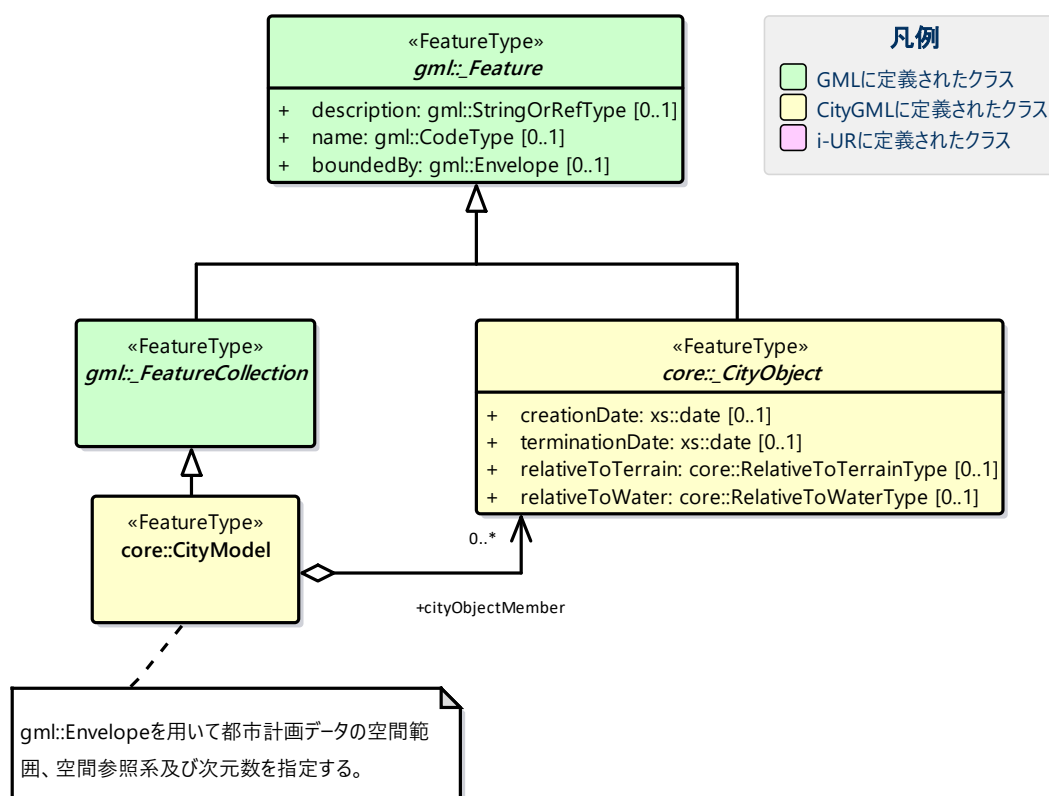 «FeatureType»
gml::_Feature
+ description: gml::StringOrRefType [0..1]
+ name: gml::CodeType [0..1]
+ boundedBy: gml::Envelope [0..1]
凡例
GMLに定義されたクラス
CityGMLに定義されたクラス
i-URに定義されたクラス
«FeatureType»
gml::_FeatureCollection
«FeatureType»
core::_CityObject
+ creationDate: xs::date [0..1]
+ terminationDate: xs::date [0..1]
+ relativeToTerrain: core::RelativeToTerrainType [0..1]
+ relativeToWater: core::RelativeToWaterType [0..1]
«FeatureType»
core::CityModel
0..*
+cityObjectMember
gml::Envelopeを用いて都市計画データの空間範
囲、空間参照系及び次元数を指定する。